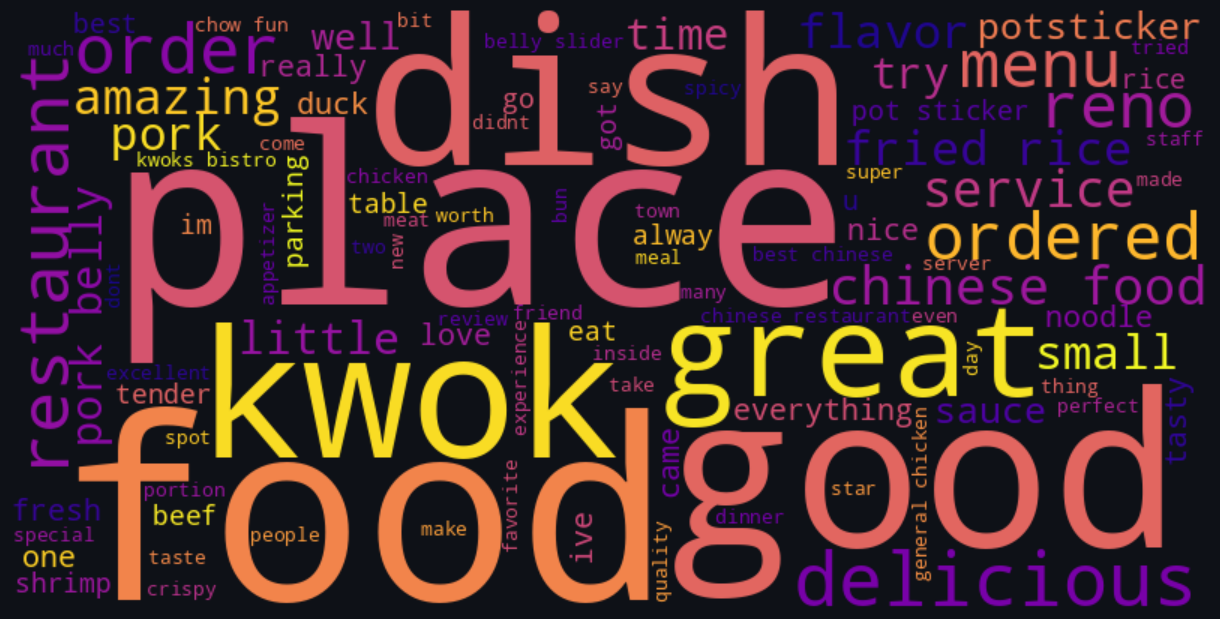 best
chow fun
bit
much
order
well
belly slider
time
flavor
potsticker
tried
really
dish
try
menu
rice
amazing
duck
go
say
spicy
pot sticker
reno
pork
didnt
got
come
fried rice
staff
kwoks bistro
restaurant
place
chicken
super
service
made
parking
table
meat
worth
bun
town
u
im
pork belly
appetizer
two
new
alway
meal
nice
ordered
best chinese
server
dont
many
chinese food
review
friend
chinese restaurant
even
noodle
little
love
experience
eat
great
day
small
inside
excellent
kwok
take
thing
tender
everything
sauce
perfect
tasty
spot
food
came
good
general chicken
portion
favorite
star
fresh
beef
special
people
make
ive
quality
dinner
one
taste
shrimp
crispy
delicious